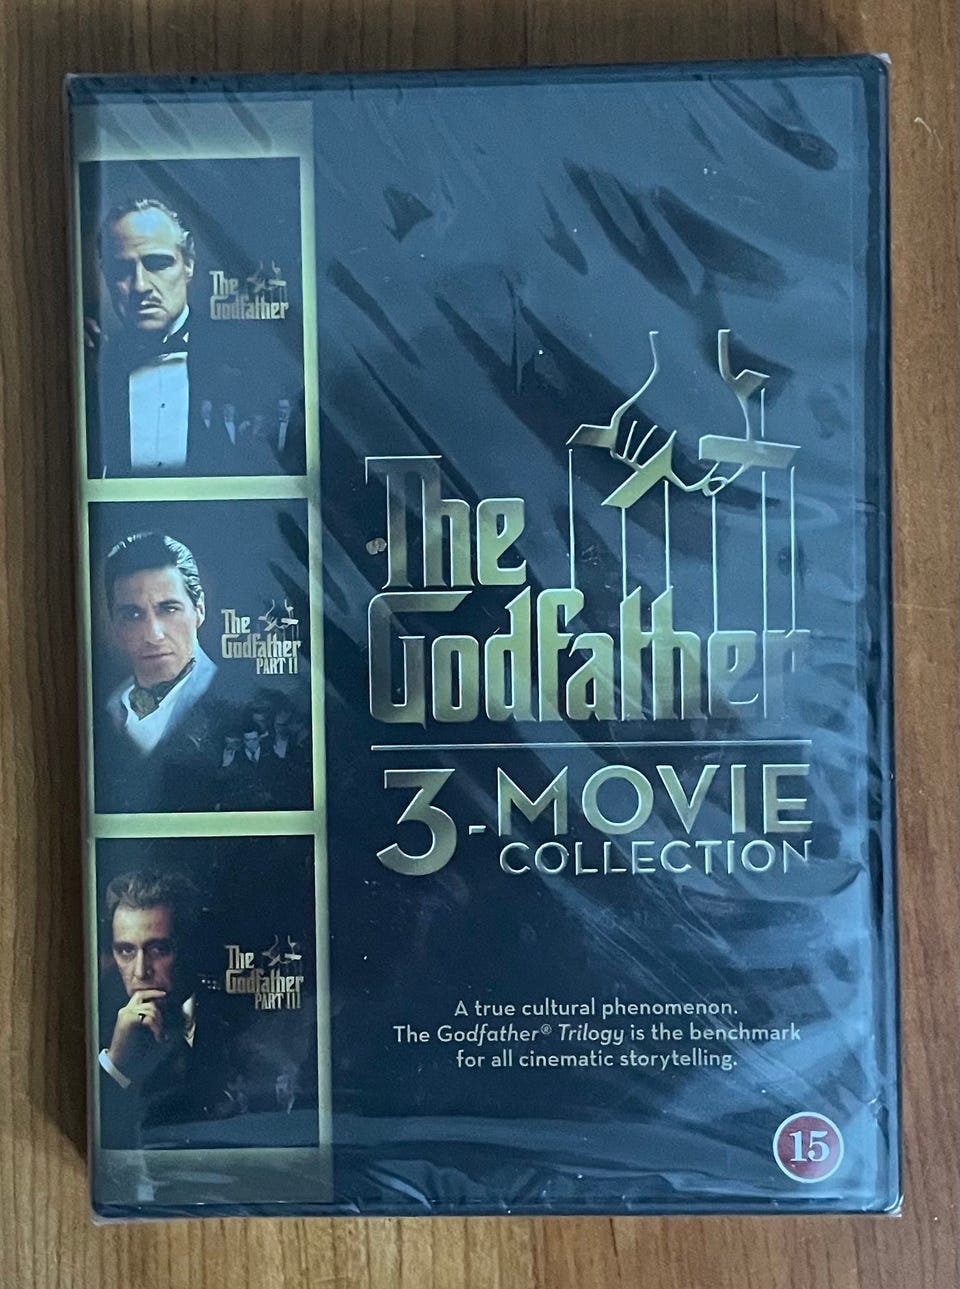 The
Godfather
The
Godfather
PART II
The
Godfather
PART III
The
Godfather
3-MOVIE
COLLECTION
A true cultural phenomenon.
The Godfather® Trilogy is the benchmark
for all cinematic storytelling.
15